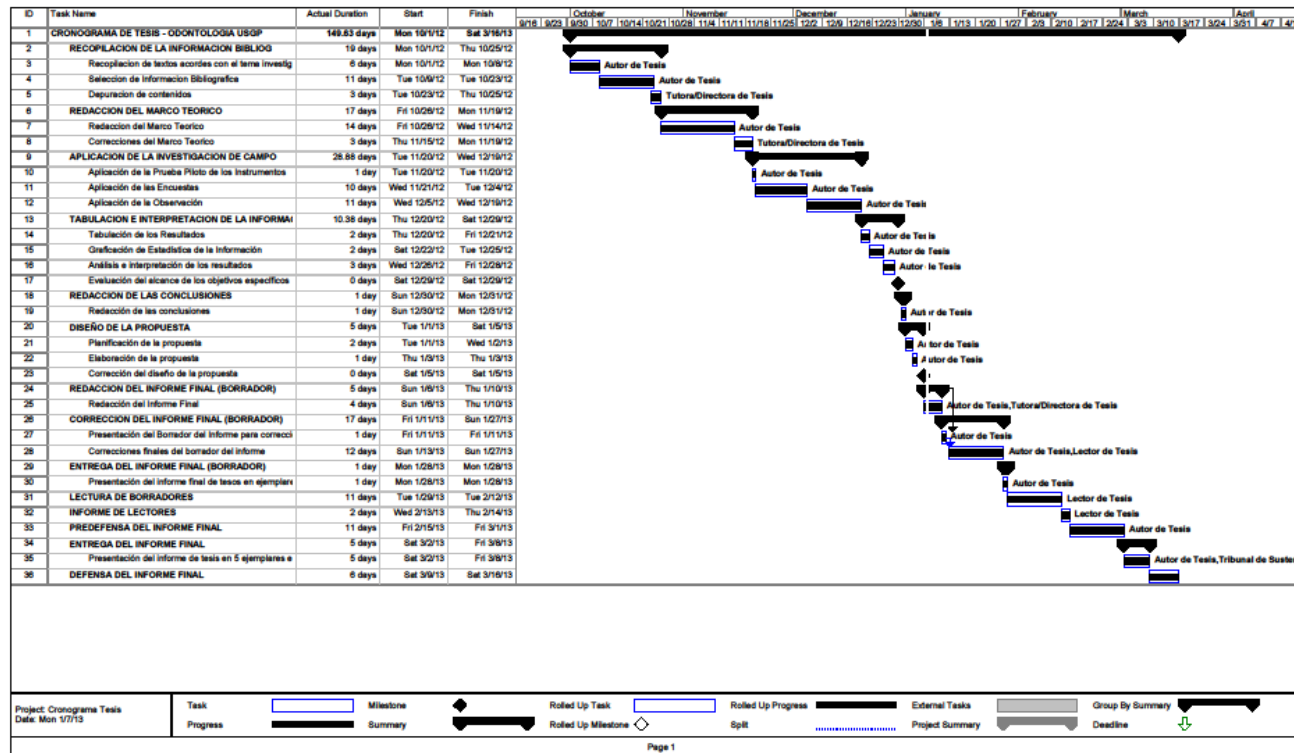 ID Task Name Actual Duration Start Finish October November December January February March April
9/16 9/23 9/30 10/7 10/14 10/21 10/28 11/4 11/11 11/18 11/25 12/2 12/9 12/16 12/23 12/30 1/6 1/13 1/20 1/27 2/3 2/10 2/17 2/24 3/3 3/10 3/17 3/24 3/31 4/7
1 CRONOGRAMA DE TESIS - ODONTOLOGIA USGP 149.63 days Mon 10/1/12 Sat 3/16/13
2 RECOPILACION DE LA INFORMACION BIBLIOG 19 days Mon 10/1/12 Thu 10/25/12
3 Recopilacion de textos acordes con el tema investig 6 days Mon 10/1/12 Mon 10/8/12 Autor de Tesis
4 Seleccion de Informacion Bibliografica 11 days Tue 10/9/12 Tue 10/23/12 Autor de Tesis
5 Depuracion de contenidos 3 days Tue 10/23/12 Thu 10/25/12 Tutora/Directora de Tesis
6 REDACCION DEL MARCO TEORICO 17 days Fri 10/26/12 Mon 11/19/12
7 Redaccion del Marco Teorico 14 days Fri 10/26/12 Wed 11/14/12 Autor de Tesis
8 Correcciones del Marco Teorico 3 days Thu 11/15/12 Mon 11/19/12 Tutora/Directora de Tesis
9 APLICACION DE LA INVESTIGACION DE CAMPO 28.88 days Tue 11/20/12 Wed 12/19/12
10 Aplicación de la Prueba Piloto de los Instrumentos 1 day Tue 11/20/12 Tue 11/20/12 Autor de Tesis
11 Aplicación de las Encuestas 10 days Wed 11/21/12 Tue 12/4/12 Autor de Tesis
12 Aplicación de la Observación 11 days Wed 12/5/12 Wed 12/19/12 Autor de Tesis
13 TABULACION E INTERPRETACION DE LA INFORMA 10.38 days Thu 12/20/12 Sat 12/29/12
14 Tabulación de los Resultados 2 days Thu 12/20/12 Fri 12/21/12 Autor de Tesis
15 Graficación de Estadística de la Información 2 days Sat 12/22/12 Tue 12/25/12 Autor de Tesis
16 Análisis e interpretación de los resultados 3 days Wed 12/26/12 Fri 12/28/12 Autor de Tesis
17 Evaluación del alcance de los objetivos específicos 0 days Sat 12/29/12 Sat 12/29/12
18 REDACCION DE LAS CONCLUSIONES 1 day Sun 12/30/12 Mon 12/31/12
19 Redacción de las conclusiones 1 day Sun 12/30/12 Mon 12/31/12 Autor de Tesis
20 DISEÑO DE LA PROPUESTA 5 days Tue 1/1/13 Sat 1/5/13
21 Planificación de la propuesta 2 days Tue 1/1/13 Wed 1/2/13 Autor de Tesis
22 Elaboración de la propuesta 1 day Thu 1/3/13 Thu 1/3/13 Autor de Tesis
23 Corrección del diseño de la propuesta 0 days Sat 1/5/13 Sat 1/5/13
24 REDACCION DEL INFORME FINAL (BORRADOR) 5 days Sun 1/6/13 Thu 1/10/13
25 Redacción del Informe Final 4 days Sun 1/6/13 Thu 1/10/13 Autor de Tesis,Tutora/Directora de Tesis
26 CORRECCION DEL INFORME FINAL (BORRADOR) 17 days Fri 1/11/13 Sun 1/27/13
27 Presentación del Borrador del Informe para correcci 1 day Fri 1/11/13 Fri 1/11/13 Autor de Tesis
28 Correcciones finales del borrador del informe 12 days Sun 1/13/13 Sun 1/27/13 Autor de Tesis,Lector de Tesis
29 ENTREGA DEL INFORME FINAL (BORRADOR) 1 day Mon 1/28/13 Mon 1/28/13
30 Presentación del informe final de tesos en ejemplare 1 day Mon 1/28/13 Mon 1/28/13 Autor de Tesis
31 LECTURA DE BORRADORES 11 days Tue 1/29/13 Tue 2/12/13 Lector de Tesis
32 INFORME DE LECTORES 2 days Wed 2/13/13 Thu 2/14/13 Lector de Tesis
33 PREDEFENSA DEL INFORME FINAL 11 days Fri 2/15/13 Fri 3/1/13 Autor de Tesis
34 ENTREGA DEL INFORME FINAL 5 days Sat 3/2/13 Fri 3/8/13
35 Presentación del informe de tesis en 5 ejemplares e 5 days Sat 3/2/13 Fri 3/8/13 Autor de Tesis,Tribunal de Suste
36 DEFENSA DEL INFORME FINAL 6 days Sat 3/9/13 Sat 3/16/13
Project: Cronograma Tesis
Date: Mon 1/7/13
Task Milestone Rolled Up Task Rolled Up Progress External Tasks Group By Summary
Progress Summary Rolled Up Milestone Split Project Summary Deadline
Page 1